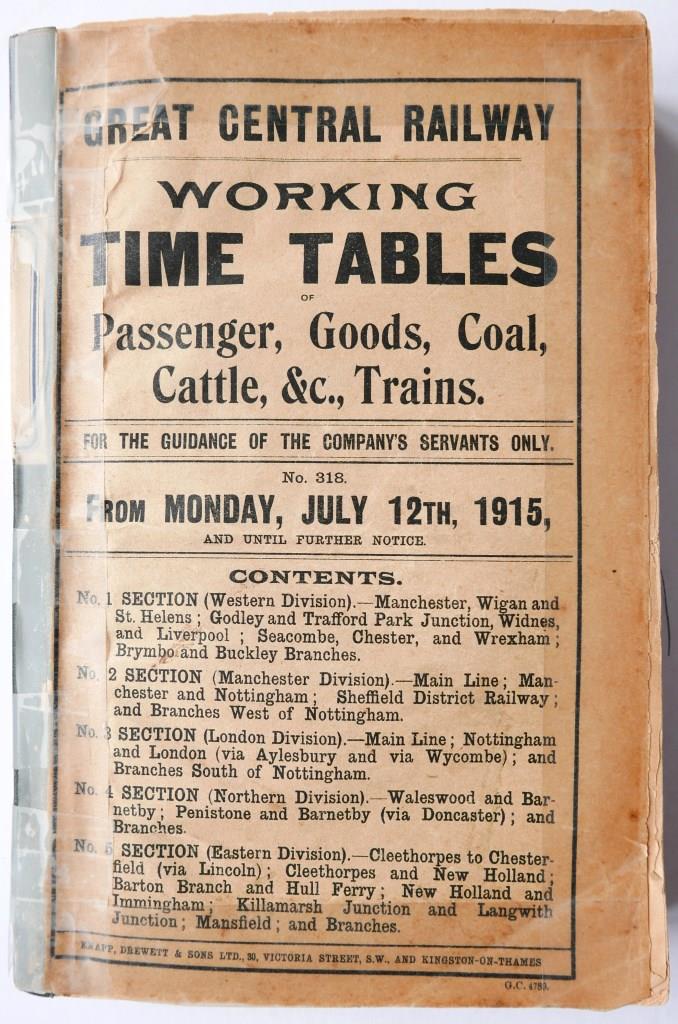 GREAT CENTRAL RAILWAY
WORKING
TIME TABLES
OF
Passenger, Goods, Coal,
Cattle, &c., Trains.
FOR THE GUIDANCE OF THE COMPANY'S SERVANTS ONLY.
No. 318.
FROM MONDAY, JULY 12TH, 1915,
AND UNTIL FURTHER NOTICE.
CONTENTS.
No. 1 SECTION (Western Division).—Manchester, Wigan and
St. Helens; Godley and Trafford Park Junction, Widnes,
and Liverpool; Seacombe, Chester, and Wrexham;
Brymbo and Buckley Branches.
No. 2 SECTION (Manchester Division).—Main Line; Man-
chester and Nottingham; Sheffield District Railway;
and Branches West of Nottingham.
No. 3 SECTION (London Division).—Main Line; Nottingham
and London (via Aylesbury and via Wycombe); and
Branches South of Nottingham.
No. 4 SECTION (Northern Division).—Waleswood and Bar-
netby; Penistone and Barnetby (via Doncaster); and
Branches.
No. 5 SECTION (Eastern Division).—Cleethorpes to Chester-
field (via Lincoln); Cleethorpes and New Holland;
Barton Branch and Hull Ferry; New Holland and
Immingham; Killamarsh Junction and Langwith
Junction; Mansfield; and Branches.
KNAPP, DREWETT & SONS LTD., 30, VICTORIA STREET, S.W., AND KINGSTON-ON-THAMES
G.C. 4789.